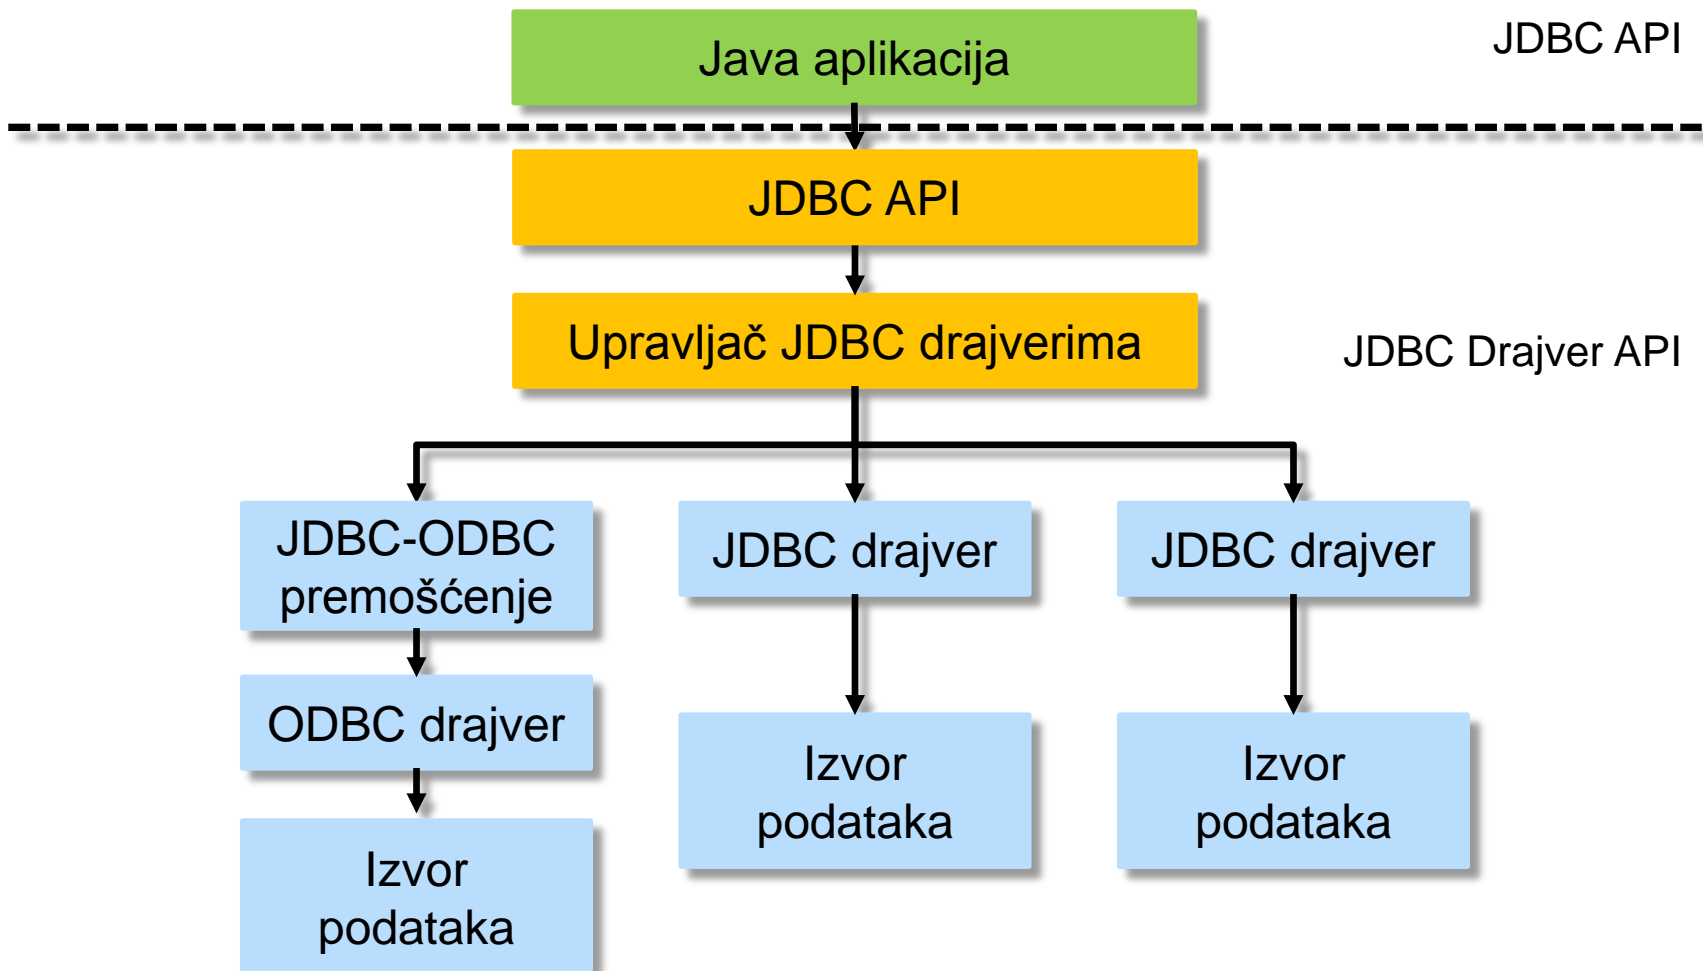 Java aplikacija
JDBC API
JDBC API
Upravljač JDBC drajverima
JDBC Drajver API
JDBC-ODBC
premošćenje
JDBC drajver
JDBC drajver
ODBC drajver
Izvor
podataka
Izvor
podataka
Izvor
podataka